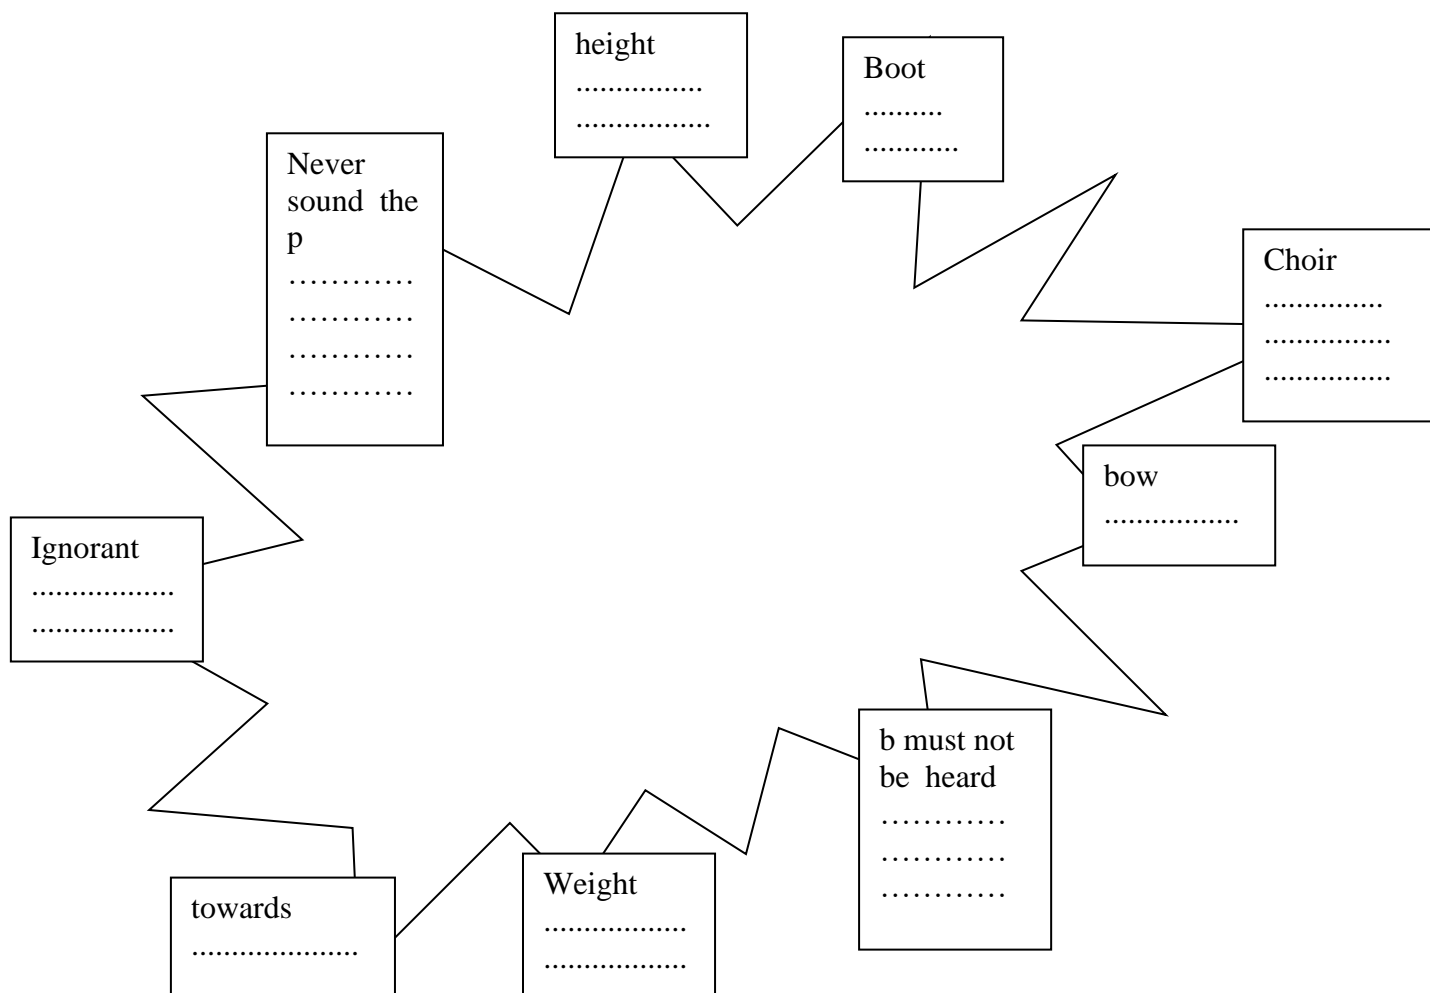 height
................
.................
Boot
..........
............
Never
sound the
p
…………
…………
…………
…………
Choir
...............
................
................
bow
.................
Ignorant
..................
..................
b must not
be heard
…………
…………
…………
Weight
..................
..................
towards
.....................